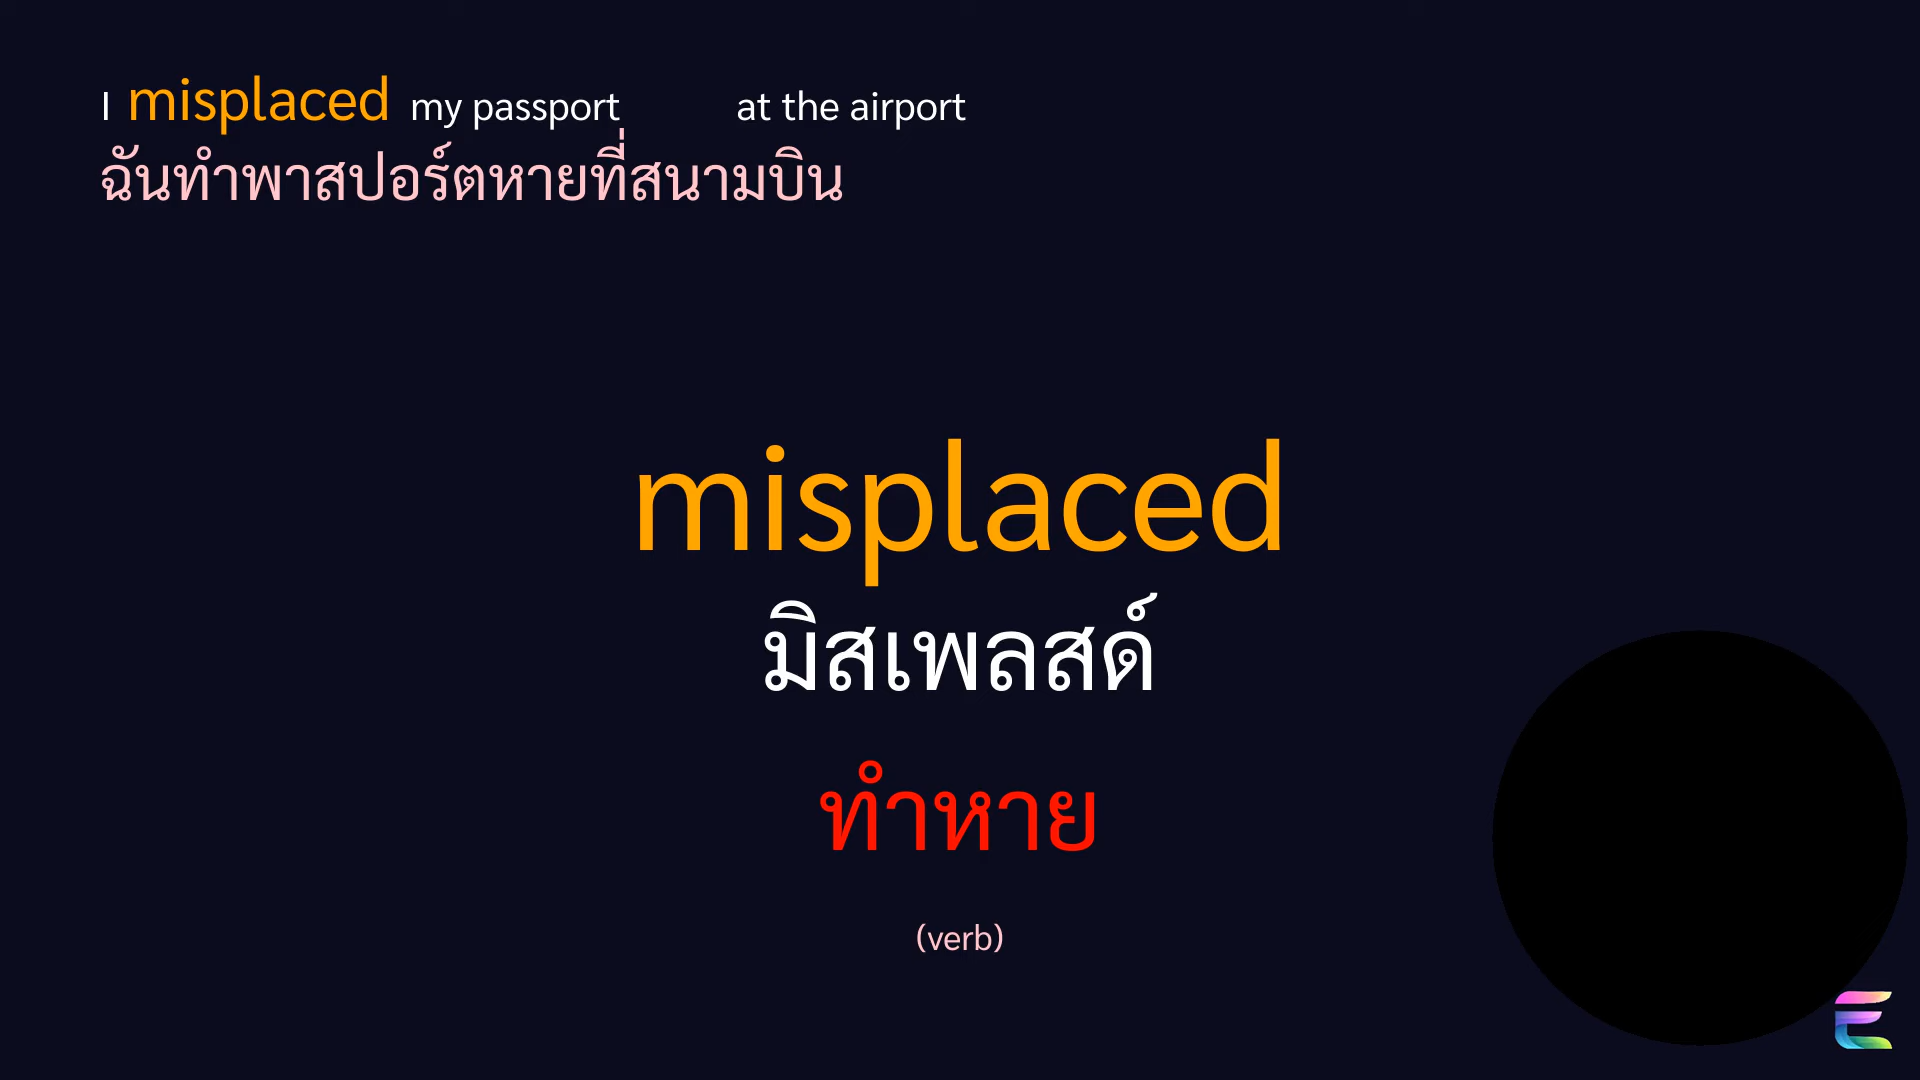 I misplaced my passport at the airport
ฉันทำพาสปอร์ตหายที่สนามบิน
misplaced
มิสเพลสด์
ทำหาย
(verb)